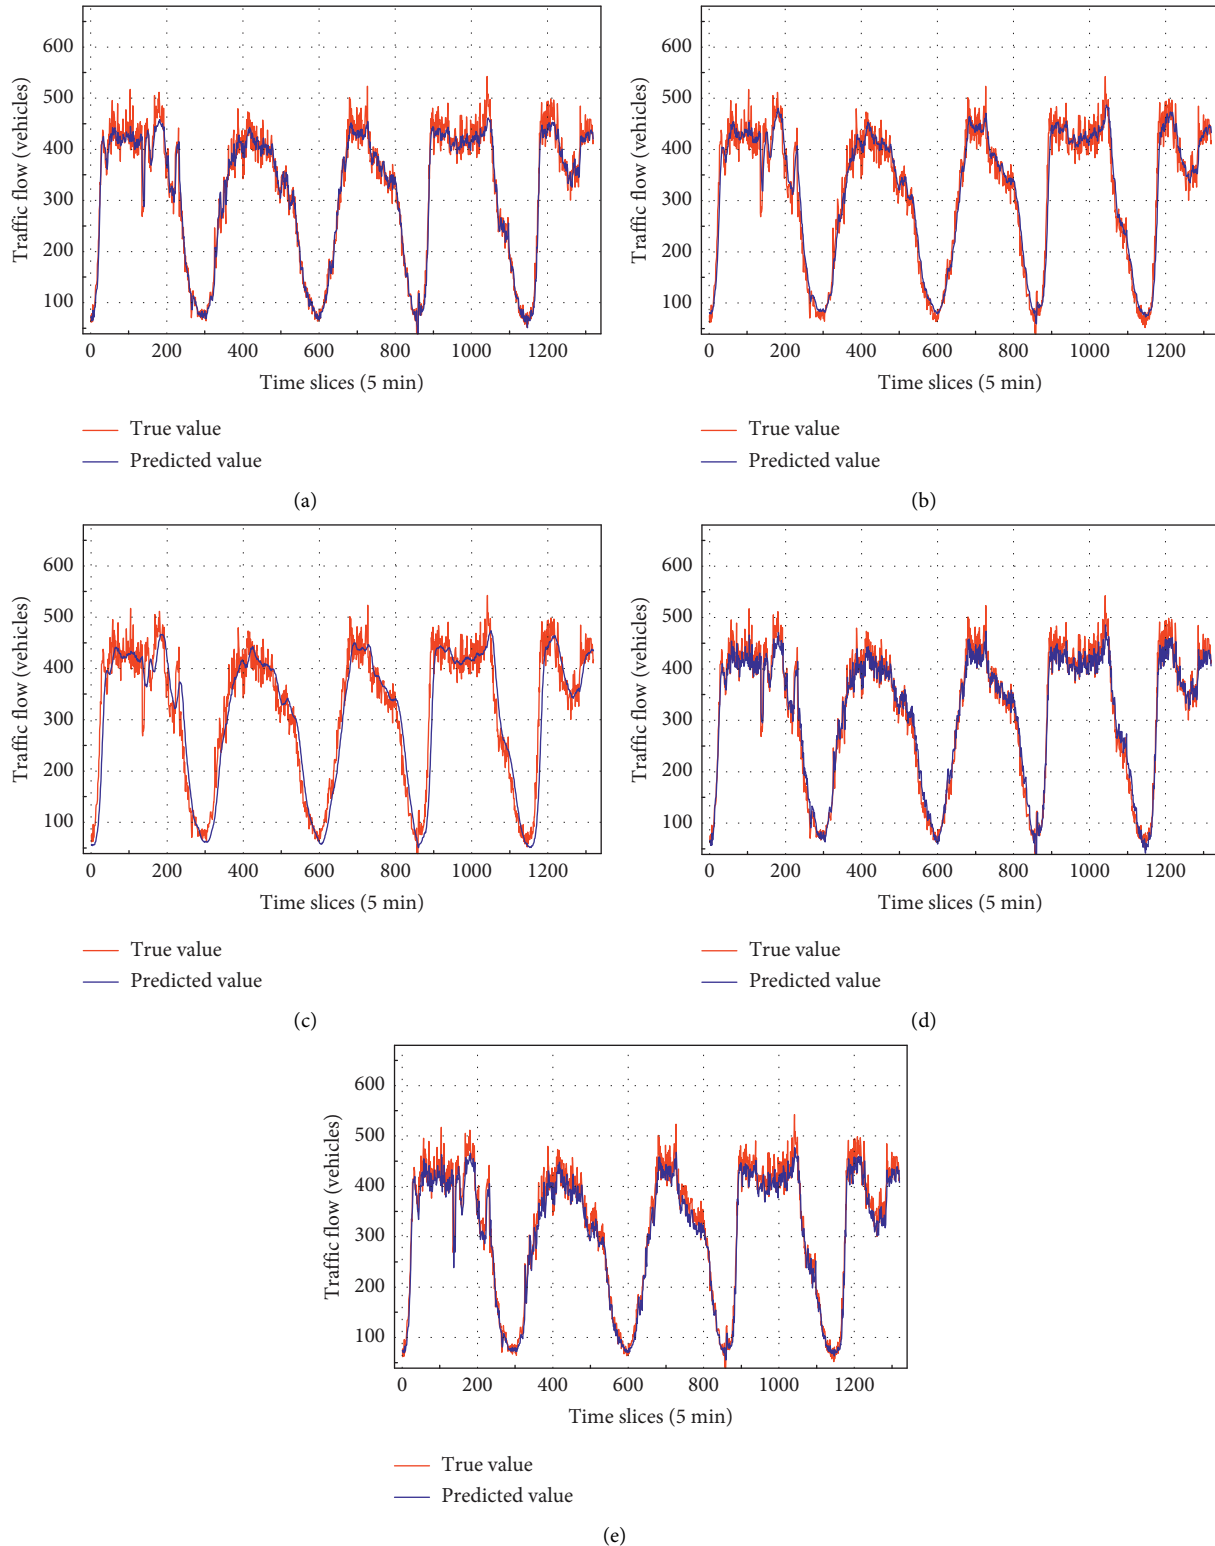 Traffic flow (vehicles)
600
500
400
300
200
100
0 200 400 600 800 1000 1200
Time slices (5 min)
True value
Predicted value
(a)
Traffic flow (vehicles)
600
500
400
300
200
100
0 200 400 600 800 1000 1200
Time slices (5 min)
True value
Predicted value
(b)
Traffic flow (vehicles)
600
500
400
300
200
100
0 200 400 600 800 1000 1200
Time slices (5 min)
True value
Predicted value
(c)
Traffic flow (vehicles)
600
500
400
300
200
100
0 200 400 600 800 1000 1200
Time slices (5 min)
True value
Predicted value
(d)
Traffic flow (vehicles)
600
500
400
300
200
100
0 200 400 600 800 1000 1200
Time slices (5 min)
True value
Predicted value
(e)